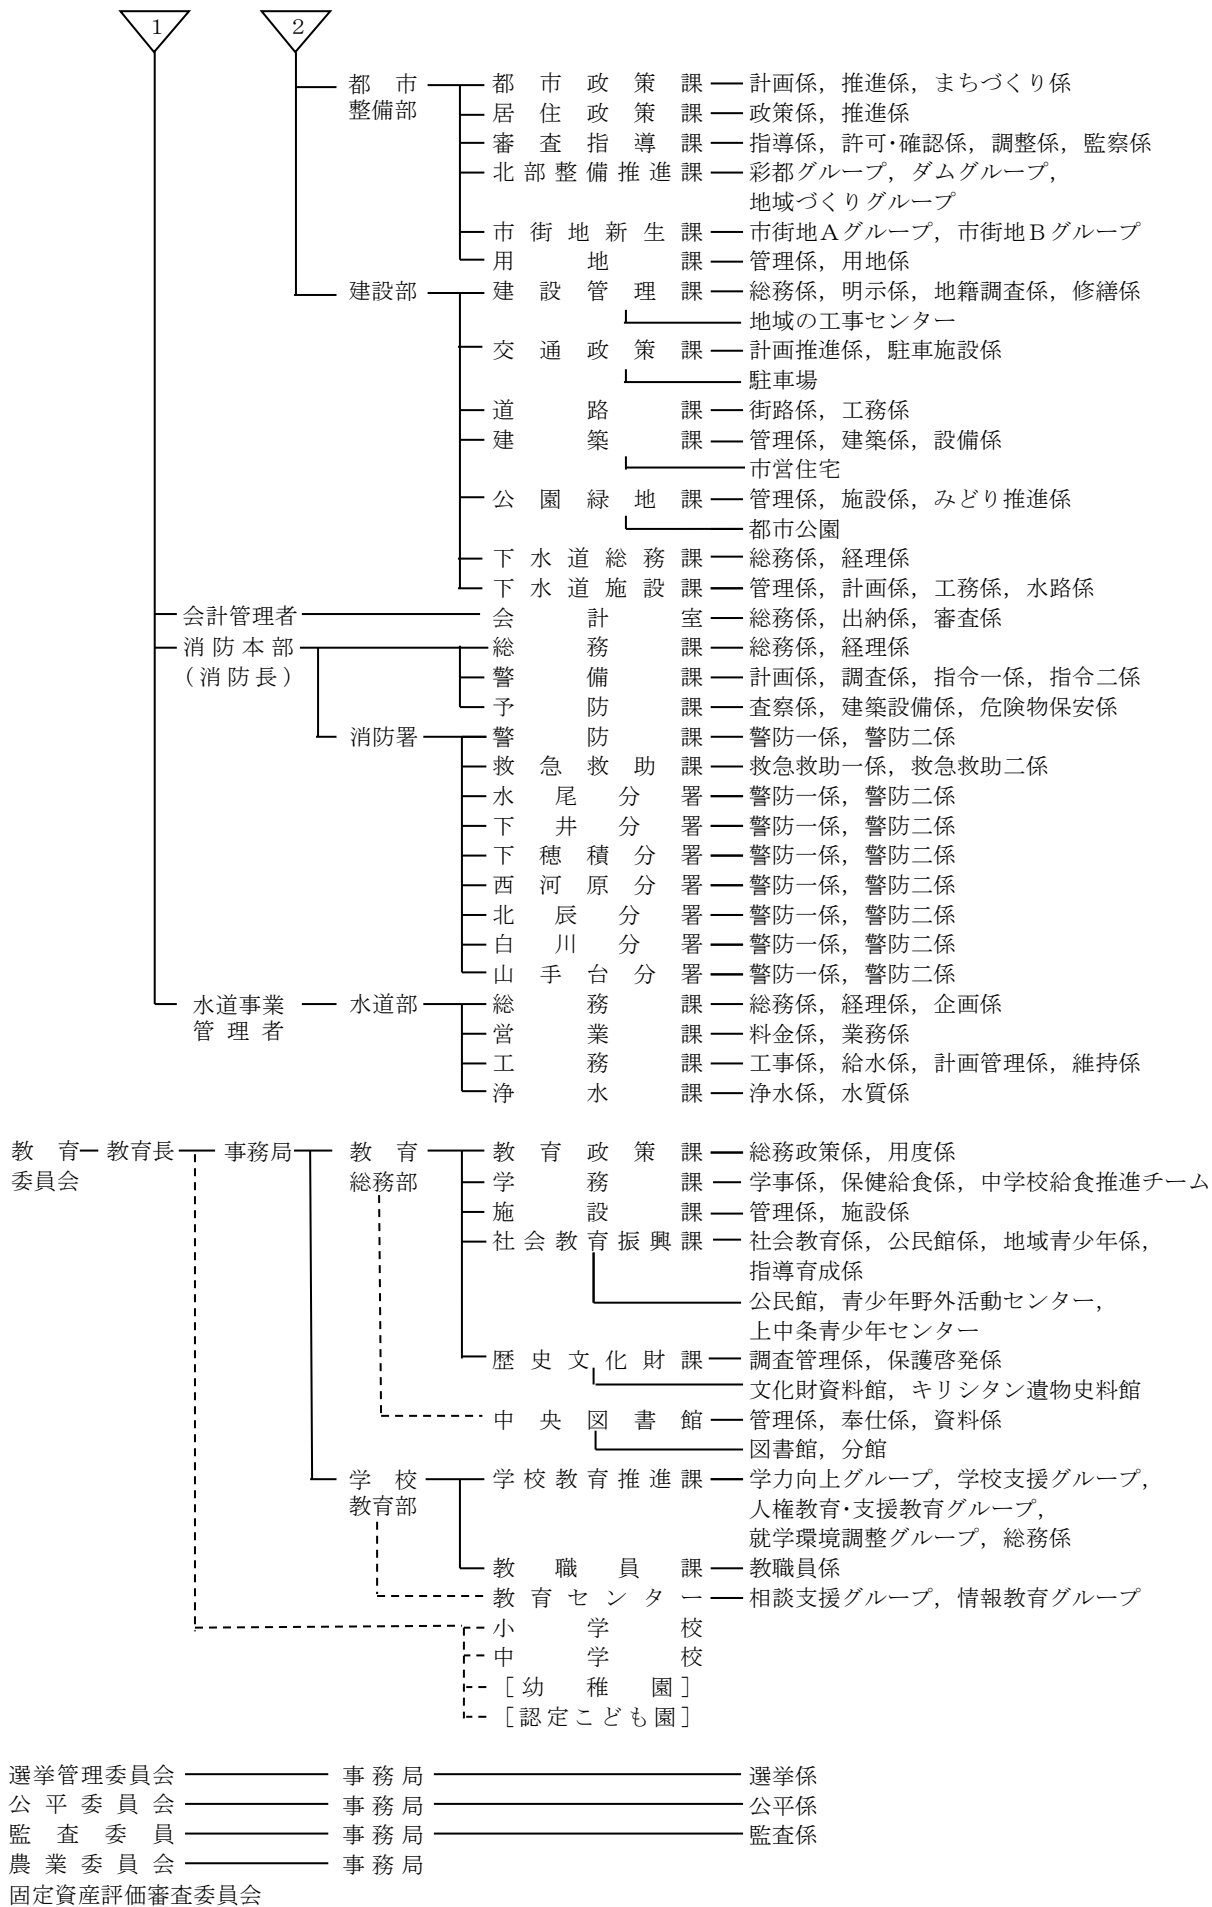 1 2
都市 都市政策課 計画係，推進係，まちづくり係
整備部 居住政策課 政策係，推進係
審査指導課 指導係，許可・確認係，調整係，監察係
北部整備推進課 彩都グループ，ダムグループ，
地域づくりグループ
市街地新生課 市街地Ａグループ，市街地Ｂグループ
用地課 管理係，用地係
建設部 建設管理課 総務係，明示係，地籍調査係，修繕係
地域の工事センター
交通政策課 計画推進係，駐車施設係
駐車場
道路課 街路係，工務係
建築課 管理係，建築係，設備係
市営住宅
公園緑地課 管理係，施設係，みどり推進係
都市公園
下水道総務課 総務係，経理係
下水道施設課 管理係，計画係，工務係，水路係
会計管理者 会計室 総務係，出納係，審査係
消防本部 総務課 総務係，経理係
（消防長） 警備課 計画係，調査係，指令一係，指令二係
予防課 査察係，建築設備係，危険物保安係
消防署 警防課 警防一係，警防二係
救急救助課 救急救助一係，救急救助二係
水尾分署 警防一係，警防二係
下井分署 警防一係，警防二係
下穂積分署 警防一係，警防二係
西河原分署 警防一係，警防二係
北辰分署 警防一係，警防二係
白川分署 警防一係，警防二係
山手台分署 警防一係，警防二係
水道事業 水道部 総務課 総務係，経理係，企画係
管理者 営業課 料金係，業務係
工務課 工事係，給水係，計画管理係，維持係
浄水課 浄水係，水質係
教育 教育長 事務局 教育 教育政策課 総務政策係，用度係
委員会 総務部 学務課 学事係，保健給食係，中学校給食推進チーム
施設課 管理係，施設係
社会教育振興課 社会教育係，公民館係，地域青少年係，
指導育成係
公民館，青少年野外活動センター，
上中条青少年センター
歴史文化財課 調査管理係，保護啓発係
文化財資料館，キリシタン遺物史料館
中央図書館 管理係，奉仕係，資料係
図書館，分館
学校 学校教育推進課 学力向上グループ，学校支援グループ，
教育部 人権教育・支援教育グループ，
就学環境調整グループ，総務係
教職員課 教職員係
教育センター 相談支援グループ，情報教育グループ
小学校
中学校
［幼稚園］
［認定こども園］
選挙管理委員会 事務局 選挙係
公平委員会 事務局 公平係
監査委員 事務局 監査係
農業委員会 事務局
固定資産評価審査委員会